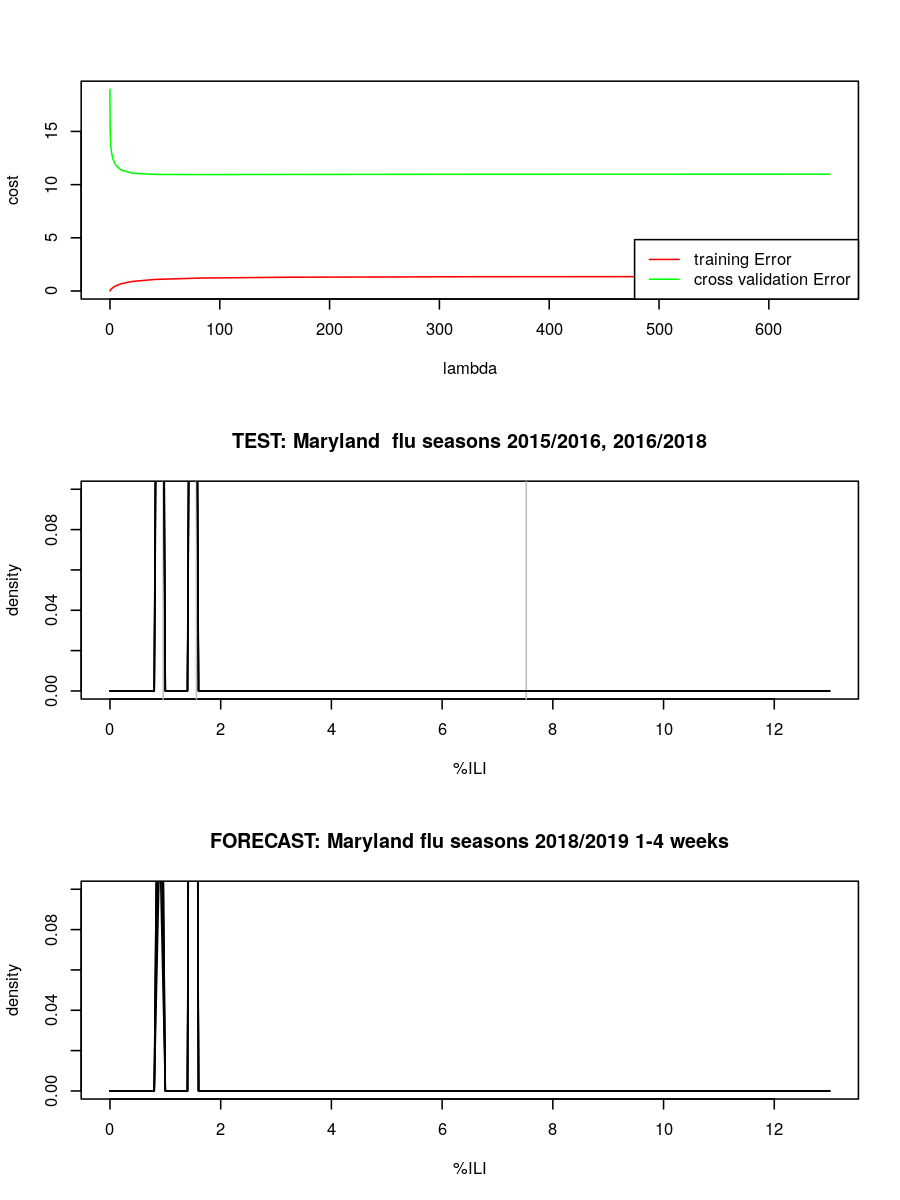 15
10
5
0
cost
training Error
cross validation Error
0 100 200 300 400 500 600
lambda
TEST: Maryland  flu seasons 2015/2016, 2016/2018
0.08
0.04
0.00
density
0 2 4 6 8 10 12
%ILI
FORECAST: Maryland flu seasons 2018/2019 1-4 weeks
0.08
0.04
0.00
density
0 2 4 6 8 10 12
%ILI